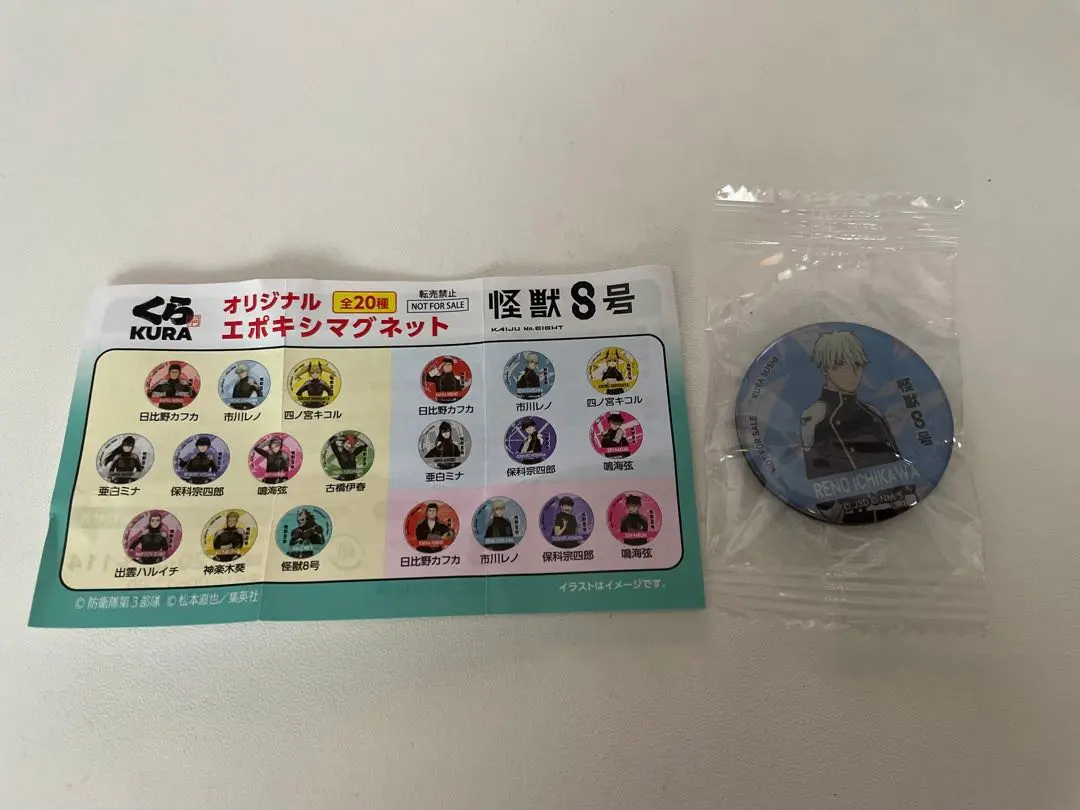 くら
KURA
オリジナル
エポキシマグネット
全20種
転売禁止
NOT FOR SALE
怪獣8号
KAIJU No.EIGHT
日比野カフカ 市川レノ 四ノ宮キコル
亜白ミナ 保科宗四郎 鳴海弦 古橋伊春
出雲ハルイチ 神楽木葵 怪獣8号
日比野カフカ 市川レノ 四ノ宮キコル
亜白ミナ 保科宗四郎 鳴海弦
日比野カフカ 市川レノ 保科宗四郎 鳴海弦
イラストはイメージです。
© 防衛隊第3部隊 © 松本直也/集英社
NOT FOR SALE KURA SUSHI
怪獣8号
RENO ICHIKAWA